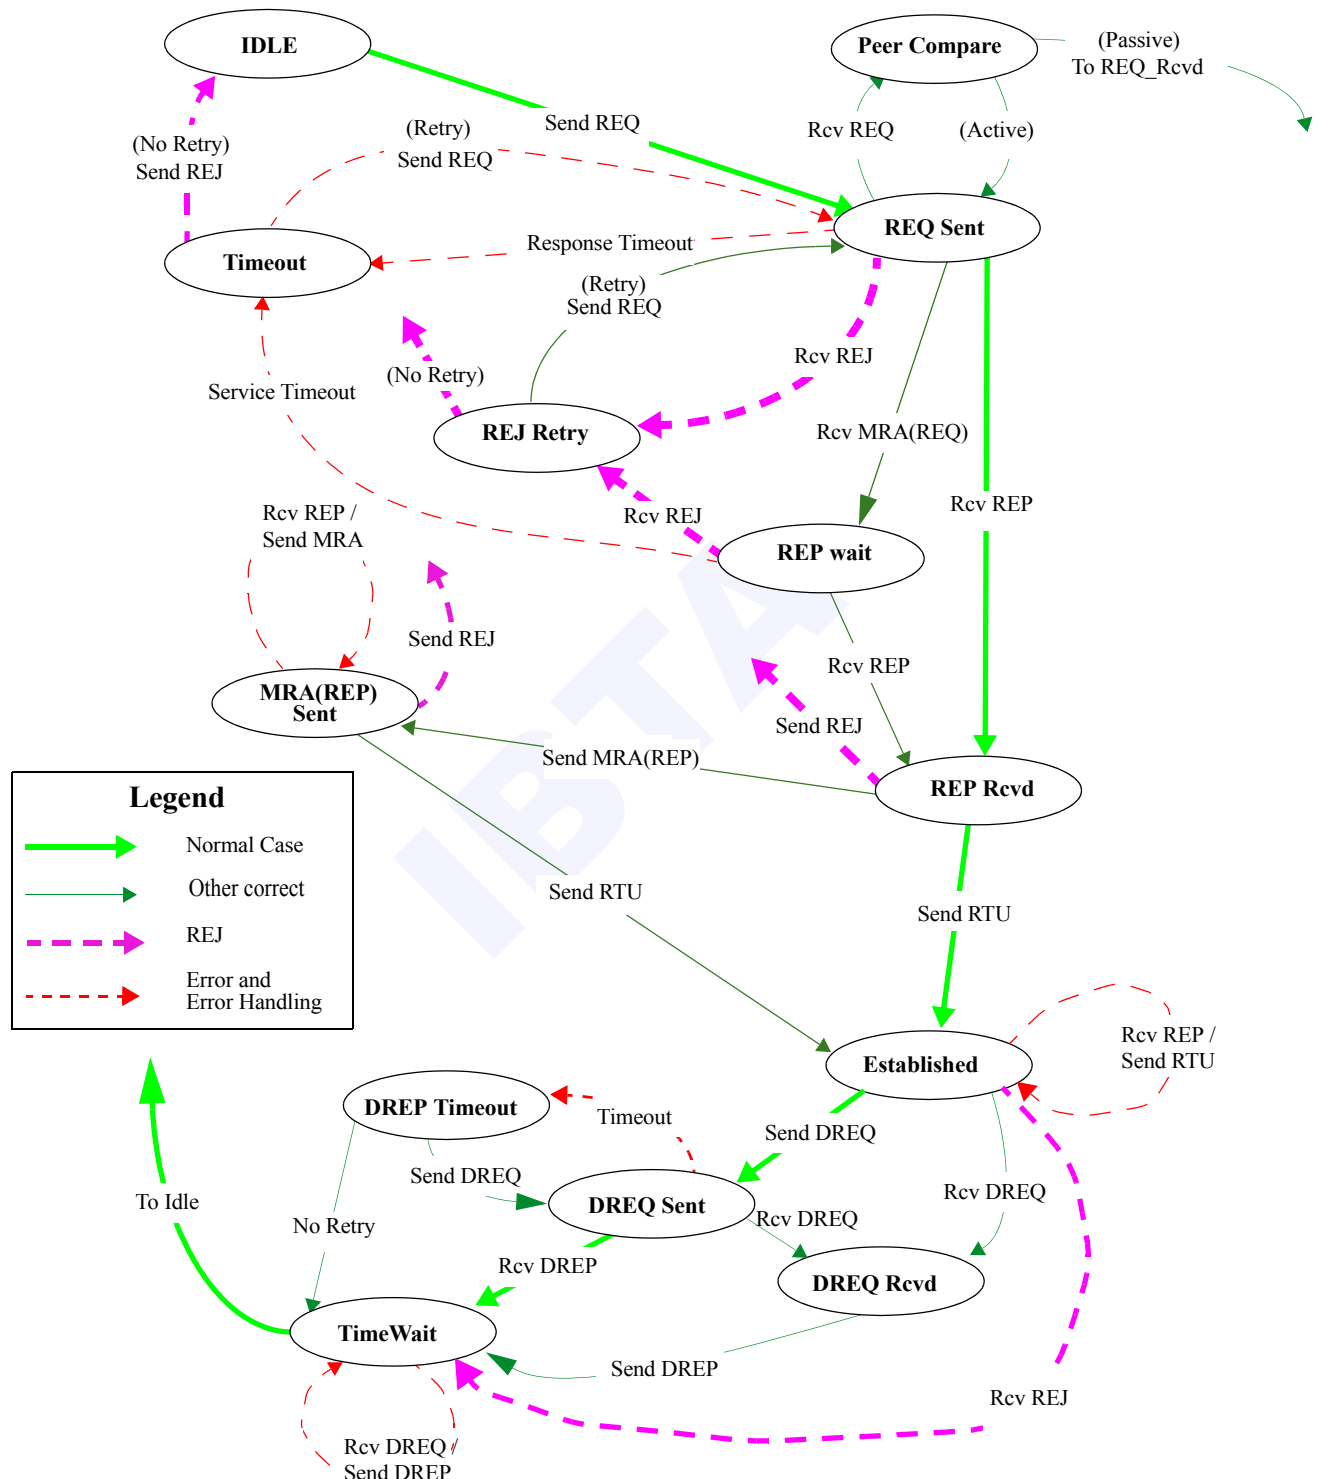 IDLE
Peer Compare
(Passive)
To REQ_Rcvd
Send REQ
(Retry)
Send REQ
Rcv REQ
(Active)
(No Retry)
Send REJ
REQ Sent
Response Timeout
Timeout
(Retry)
Send REQ
Rcv REJ
(No Retry)
Service Timeout
REJ Retry
Rcv MRA(REQ)
Rcv REP
Rcv REP /
Send MRA
Rcv REJ
REP wait
Send REJ
Rcv REP
MRA(REP)
Sent
Send REJ
Send MRA(REP)
REP Rcvd
IBTA
Legend
Normal Case
Other correct
REJ
Error and
Error Handling
Send RTU
Send RTU
Rcv REP /
Send RTU
Established
DREP Timeout
Timeout
Send DREQ
Send DREQ
Rcv DREQ
To Idle
No Retry
DREQ Sent
Rcv DREQ
Rcv DREP
DREQ Rcvd
TimeWait
Send DREP
Rcv REJ
Rcv DREQ /
Send DREP